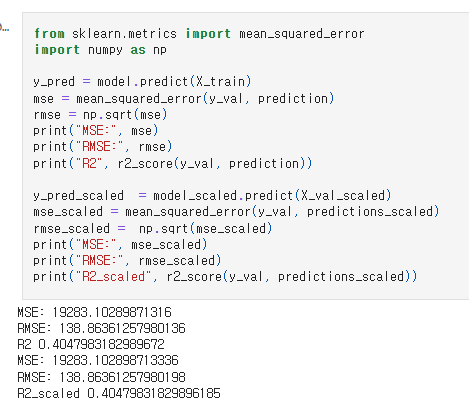 from sklearn.metrics import mean_squared_error
import numpy as np
y_pred = model.predict(X_train)
mse = mean_squared_error(y_val, prediction)
rmse = np.sqrt(mse)
print("MSE:", mse)
print("RMSE:", rmse)
print("R2", r2_score(y_val, prediction))
y_pred_scaled  = model_scaled.predict(X_val_scaled)
mse_scaled = mean_squared_error(y_val, predictions_scaled)
rmse_scaled =  np.sqrt(mse_scaled)
print("MSE:", mse_scaled)
print("RMSE:", rmse_scaled)
print("R2_scaled", r2_score(y_val, predictions_scaled))
MSE: 19283.10289871316
RMSE: 138.86361257980136
R2 0.4047983182989672
MSE: 19283.102898713336
RMSE: 138.86361257980198
R2_scaled 0.40479831829896185